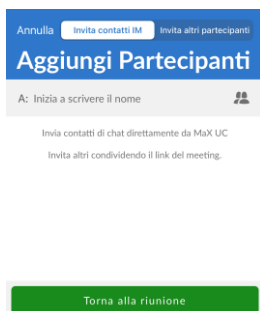 Annulla Invita contatti IM Invita altri partecipanti
Aggiungi Partecipanti
A: Inizia a scrivere il nome
Invia contatti di chat direttamente da MaX UC
Invita altri condividendo il link del meeting.
Torna alla riunione